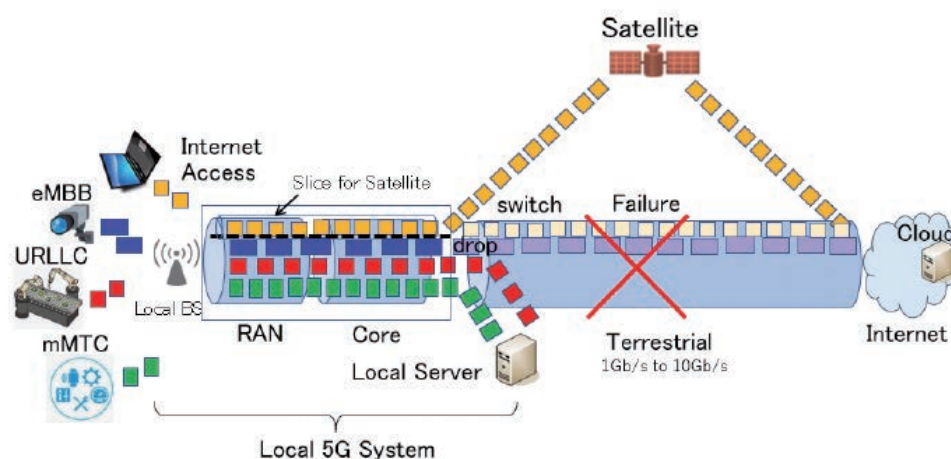 Satellite
Internet
Access
Slice for Satellite
eMBB
switch
Failure
drop
Cloud
URLLC
Local BS
RAN
Core
Terrestrial
1Gb/s to 10Gb/s
Internet
mMTC
Local Server
Local 5G System